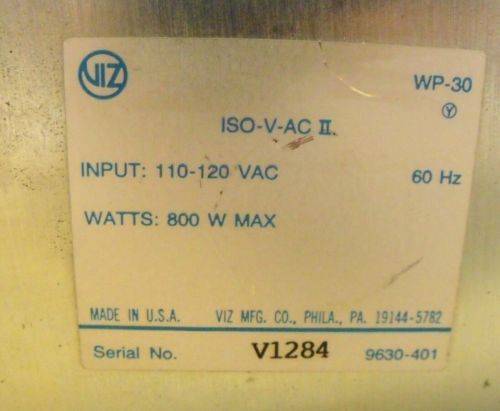 VIZ
WP-30
Y
ISO-V-AC II
INPUT: 110-120 VAC 60 Hz
WATTS: 800 W MAX
MADE IN U.S.A. VIZ MFG. CO., PHILA., PA. 19144-5782
Serial No. V1284 9630-401